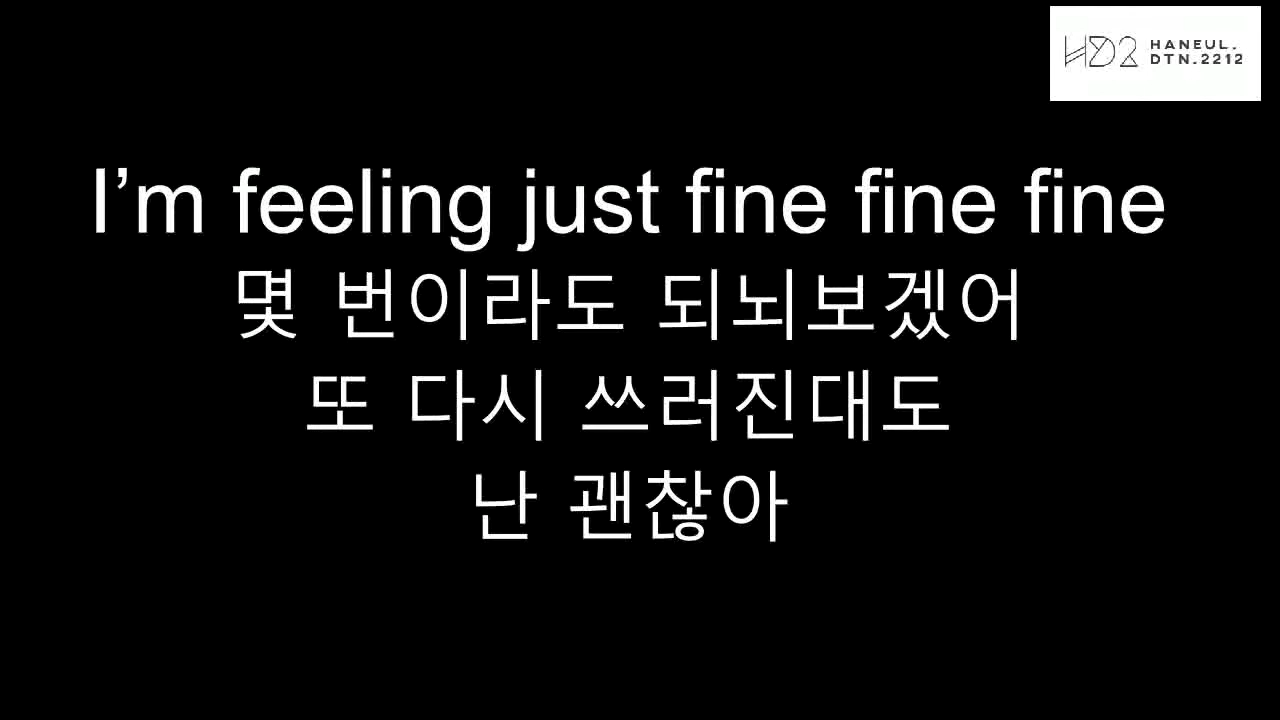 HD2 HANEUL.
DTN.2212
I'm feeling just fine fine fine
몇 번이라도 되뇌보겠어
또 다시 쓰러진대도
난 괜찮아